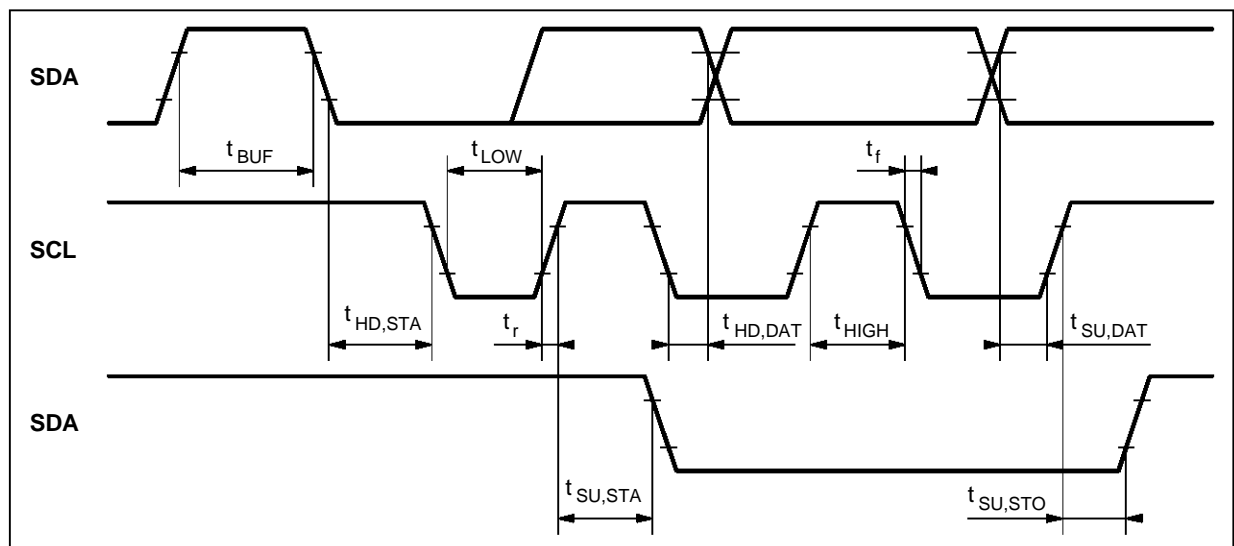 SDA
t BUF
t LOW
t f
SCL
t HD,STA
t r
t HD,DAT
t HIGH
t SU,DAT
SDA
t SU,STA
t SU,STO